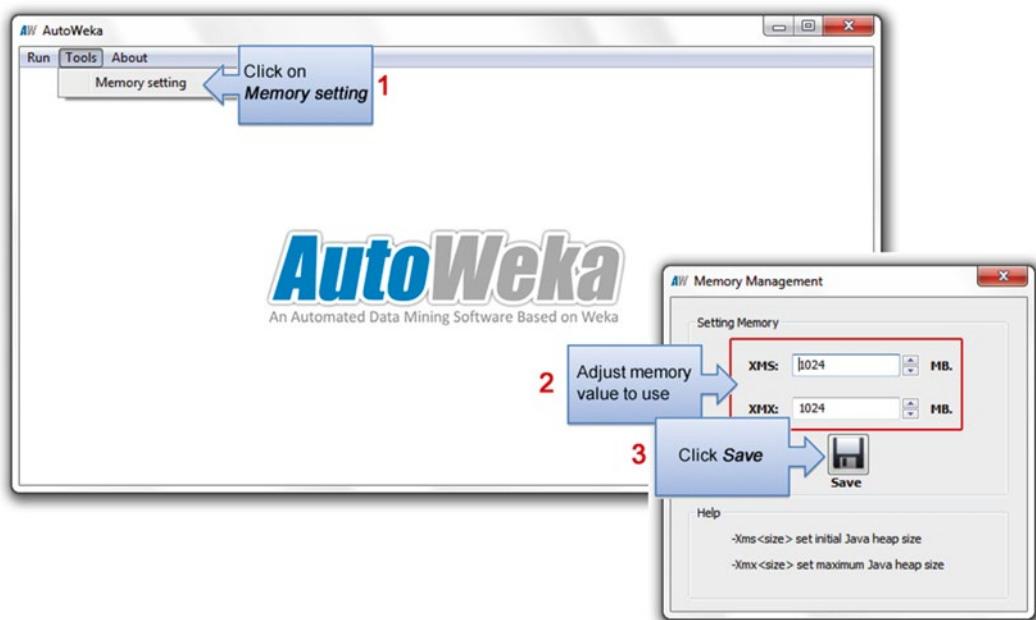 AW AutoWeka
Run Tools About
Memory setting
Click on
Memory setting
1
AutoWeka
An Automated Data Mining Software Based on Weka
AW Memory Management
Setting Memory
2
Adjust memory
value to use
XMS: 1024 MB.
XMX: 1024 MB.
3
Click Save
Save
Help
-Xms<size> set initial Java heap size
-Xmx<size> set maximum Java heap size